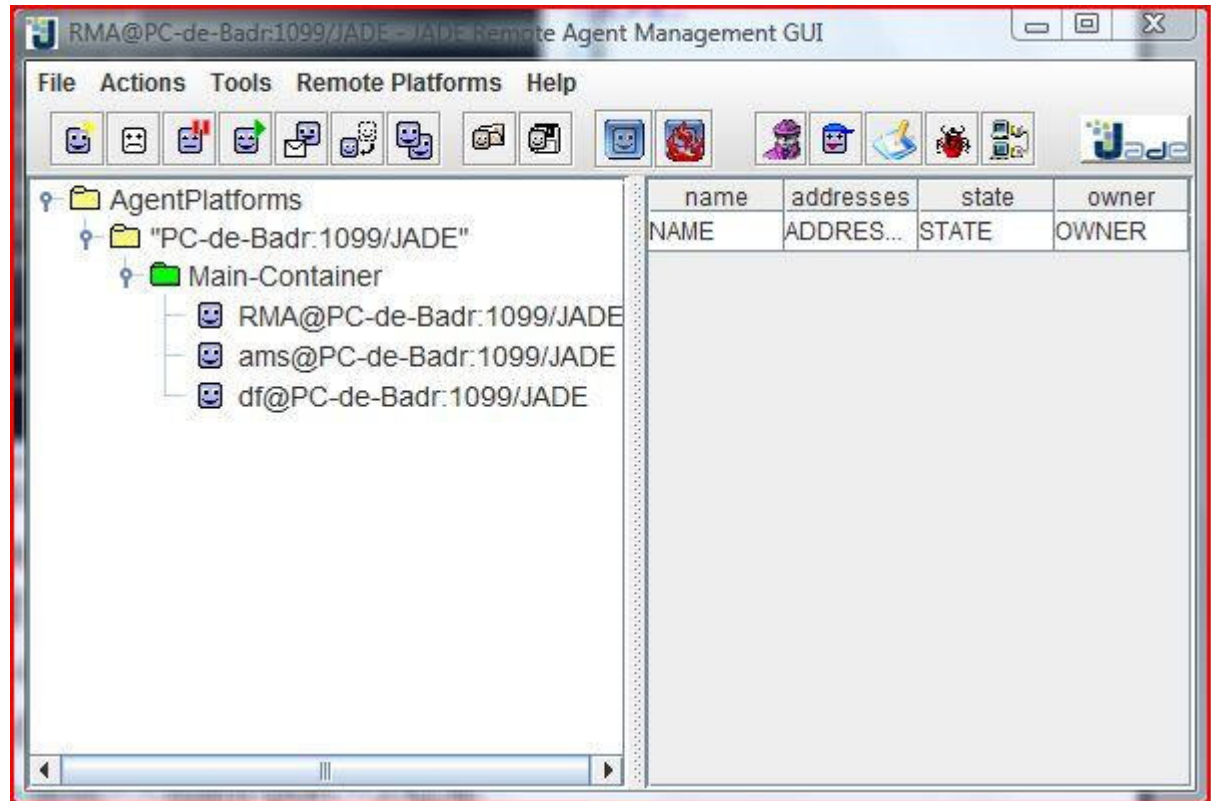 RMA@PC-de-Badr:1099/JADE - JADE Remote Agent Management GUI
File Actions Tools Remote Platforms Help
Jade
AgentPlatforms
"PC-de-Badr:1099/JADE"
Main-Container
RMA@PC-de-Badr:1099/JADE
ams@PC-de-Badr:1099/JADE
df@PC-de-Badr:1099/JADE
name addresses state owner
NAME ADDRES... STATE OWNER